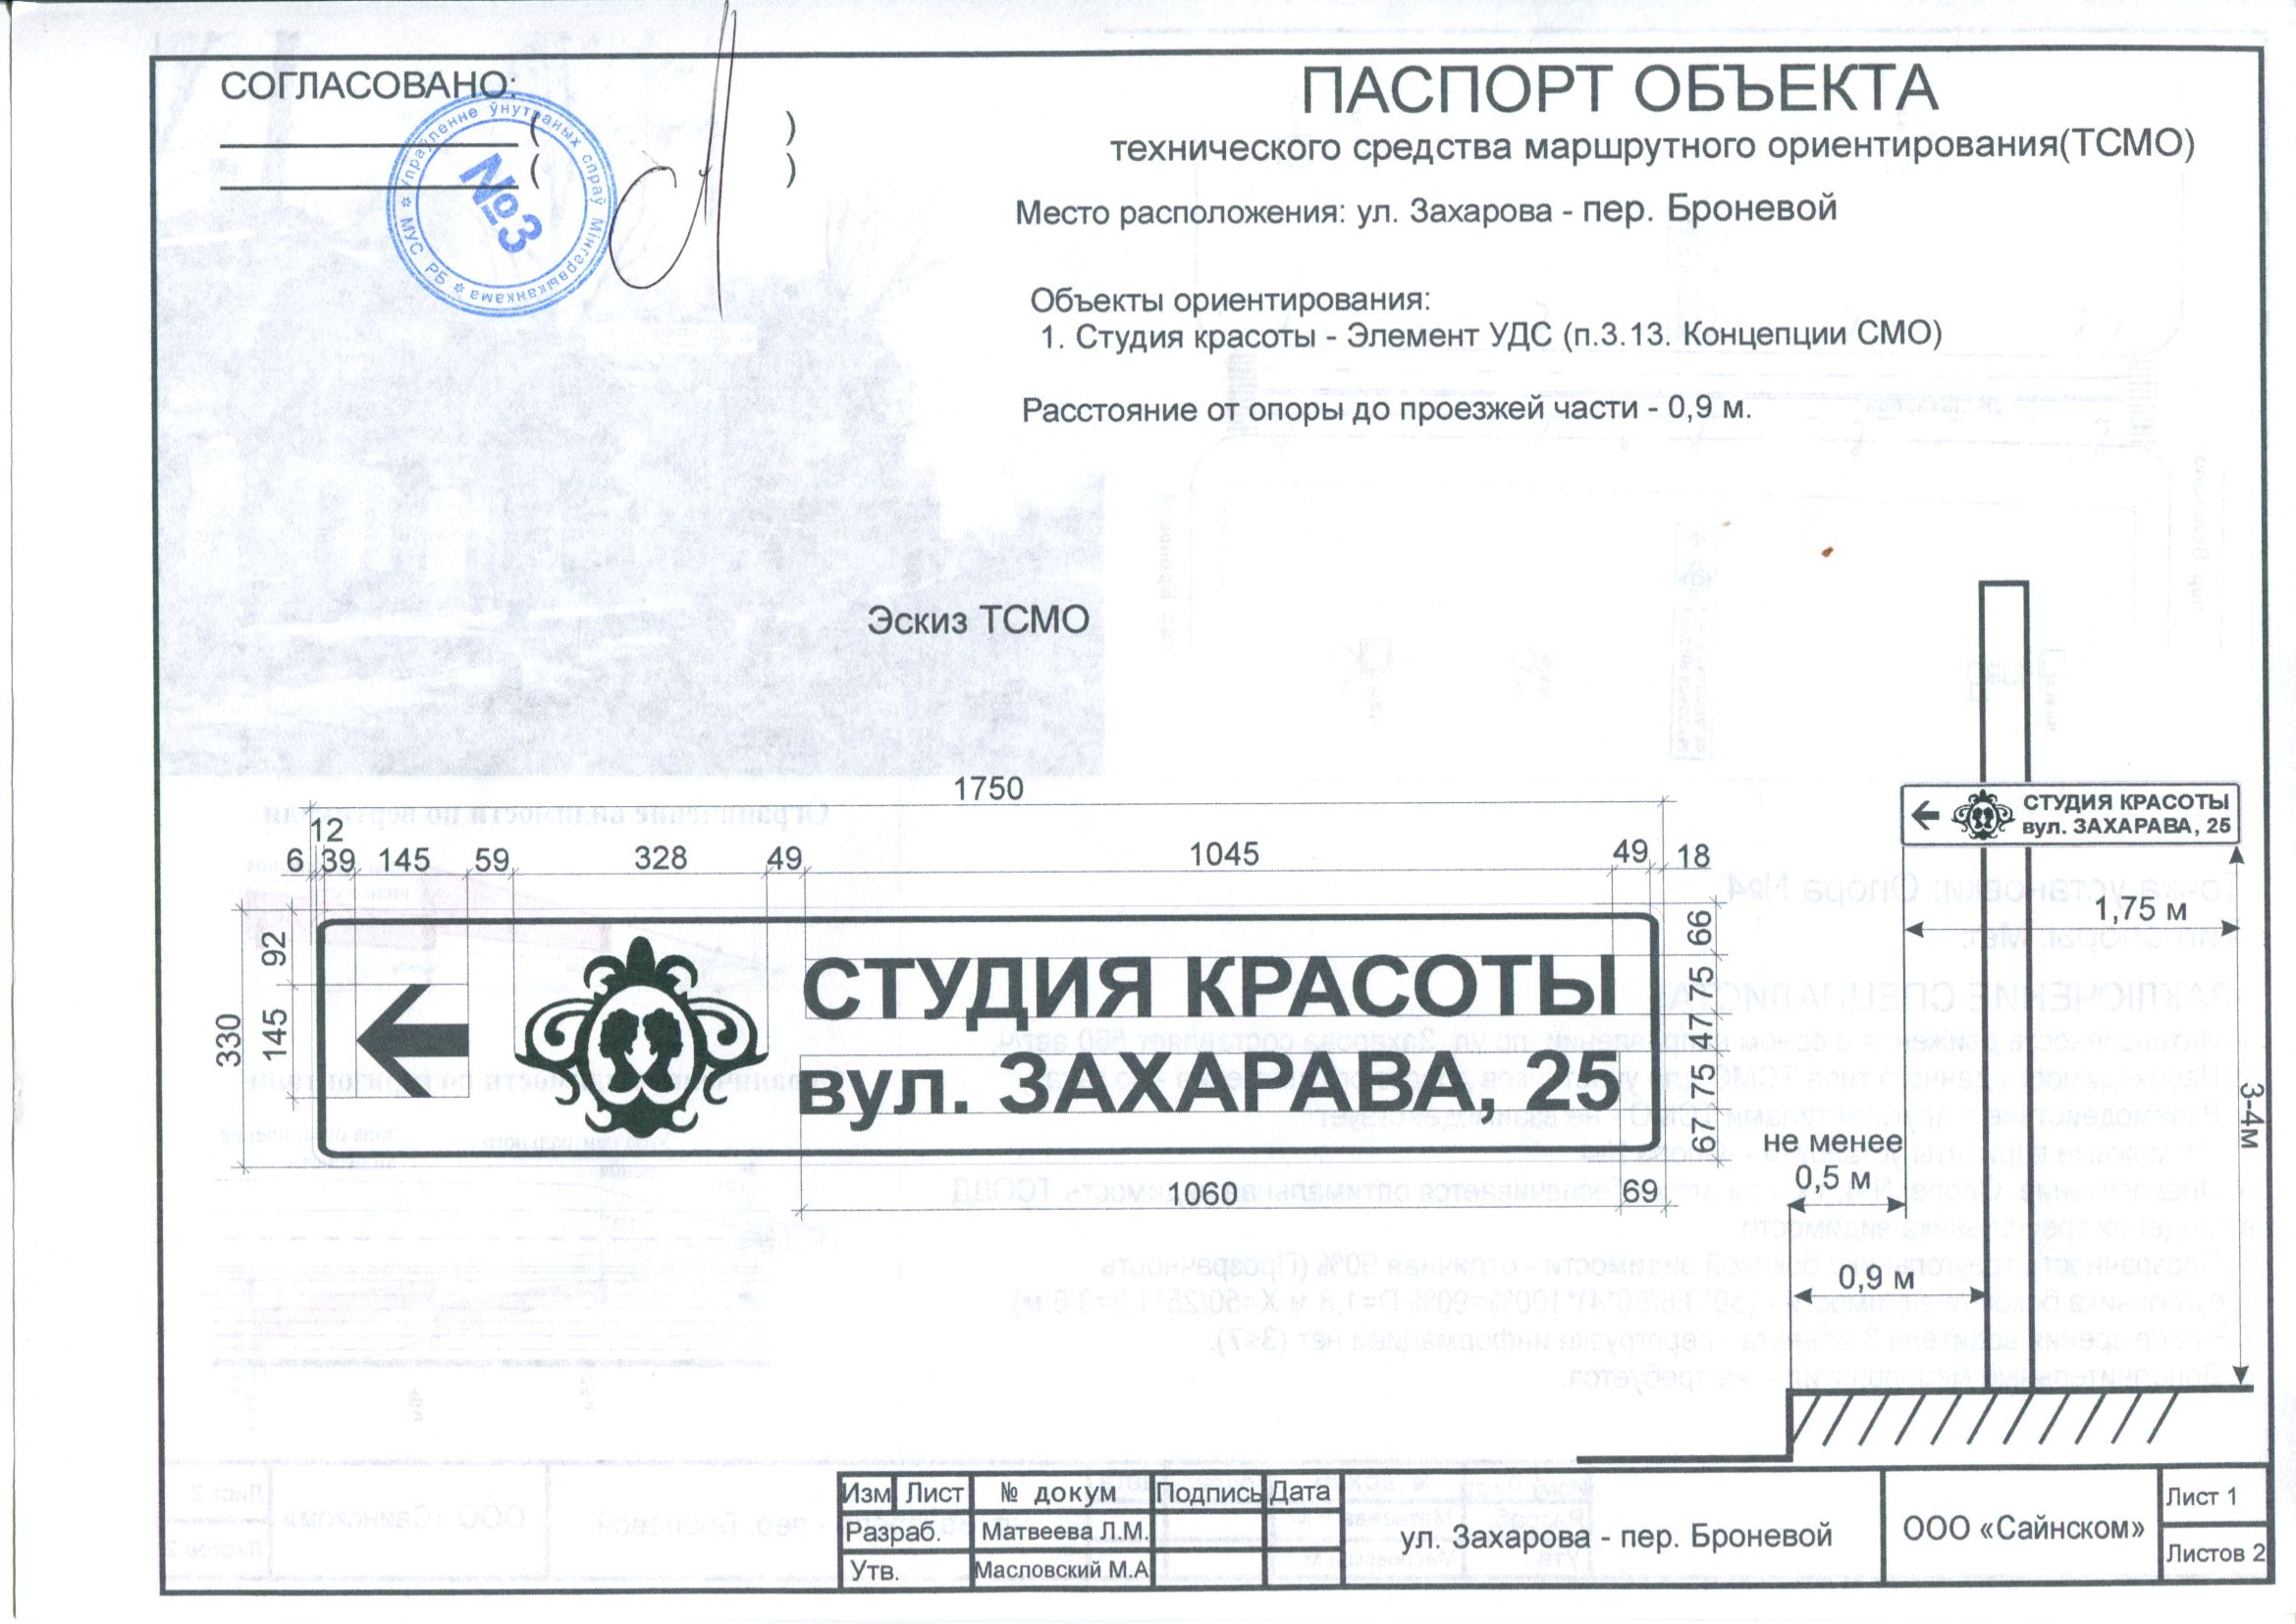 СОГЛАСОВАНО:
( )
( )
Упраўленне ўнутраных спраў Мінгарвыканкама * МУС РБ *
№3
ПАСПОРТ ОБЪЕКТА
технического средства маршрутного ориентирования(ТСМО)
Место расположения: ул. Захарова - пер. Броневой
Объекты ориентирования:
1. Студия красоты - Элемент УДС (п.3.13. Концепции СМО)
Расстояние от опоры до проезжей части - 0,9 м.
Эскиз ТСМО
1750
12
6 39 145 59 328 49 1045 49 18
330
92
145
СТУДИЯ КРАСОТЫ
вул. ЗАХАРАВА, 25
66
75
47
75
67
1060 69
СТУДИЯ КРАСОТЫ
вул. ЗАХАРАВА, 25
1,75 м
3-4м
не менее
0,5 м
0,9 м
Изм Лист № докум Подпись Дата
Разраб. Матвеева Л.М.
Утв. Масловский М.А
ул. Захарова - пер. Броневой
ООО «Сайнском»
Лист 1
Листов 2